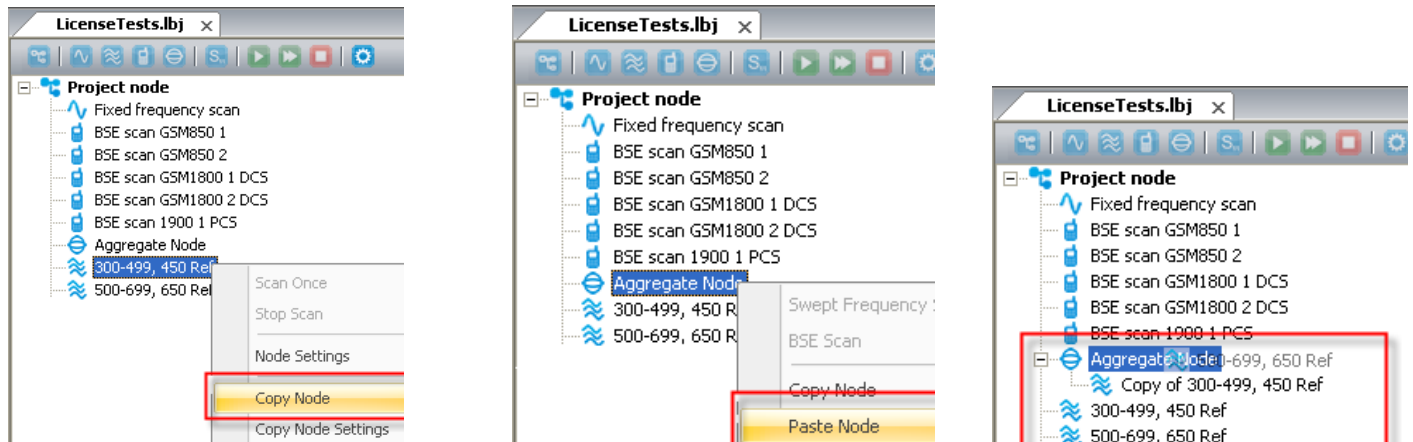 LicenseTests.lbj
Project node
Fixed frequency scan
BSE scan GSM850 1
BSE scan GSM850 2
BSE scan GSM1800 1 DCS
BSE scan GSM1800 2 DCS
BSE scan 1900 1 PCS
Aggregate Node
300-499, 450 Ref
500-699, 650 Ref
Scan Once
Stop Scan
Node Settings
Copy Node
Copy Node Settings
LicenseTests.lbj
Project node
Fixed frequency scan
BSE scan GSM850 1
BSE scan GSM850 2
BSE scan GSM1800 1 DCS
BSE scan GSM1800 2 DCS
BSE scan 1900 1 PCS
Aggregate Node
300-499, 450 R
500-699, 650 R
Swept Frequency
BSE Scan
Copy Node
Paste Node
LicenseTests.lbj
Project node
Fixed frequency scan
BSE scan GSM850 1
BSE scan GSM850 2
BSE scan GSM1800 1 DCS
BSE scan GSM1800 2 DCS
BSE scan 1900 1 PCS
Aggregate Node 500-699, 650 Ref
Copy of 300-499, 450 Ref
300-499, 450 Ref
500-699, 650 Ref